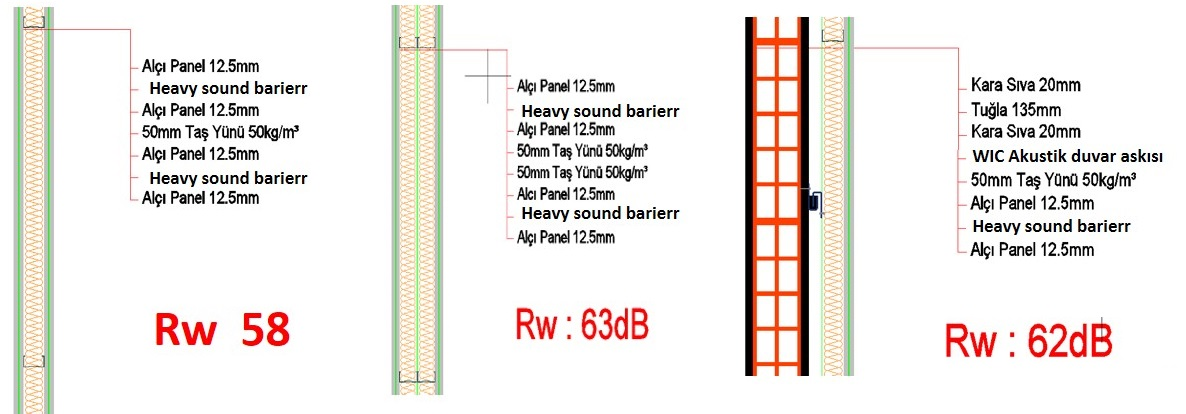 Alçı Panel 12.5mm
Heavy sound barierr
Alçı Panel 12.5mm
50mm Taş Yünü 50kg/m³
Alçı Panel 12.5mm
Heavy sound barierr
Alçı Panel 12.5mm
Rw 58
Alçı Panel 12.5mm
Heavy sound barierr
Alçı Panel 12.5mm
50mm Taş Yünü 50kg/m³
50mm Taş Yünü 50kg/m³
Alçı Panel 12.5mm
Heavy sound barierr
Alçı Panel 12.5mm
Rw : 63dB
Kara Sıva 20mm
Tuğla 135mm
Kara Sıva 20mm
WIC Akustik duvar askısı
50mm Taş Yünü 50kg/m³
Alçı Panel 12.5mm
Heavy sound barierr
Alçı Panel 12.5mm
Rw : 62dB